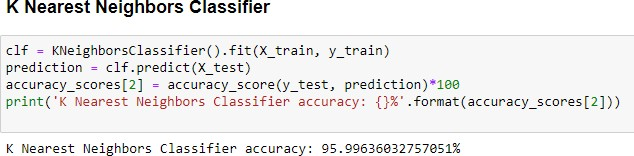 K Nearest Neighbors Classifier
clf = KNeighborsClassifier().fit(X_train, y_train)
prediction = clf.predict(X_test)
accuracy_scores[2] = accuracy_score(y_test, prediction)*100
print('K Nearest Neighbors Classifier accuracy: {}%'.format(accuracy_scores[2]))
K Nearest Neighbors Classifier accuracy: 95.99636032757051%